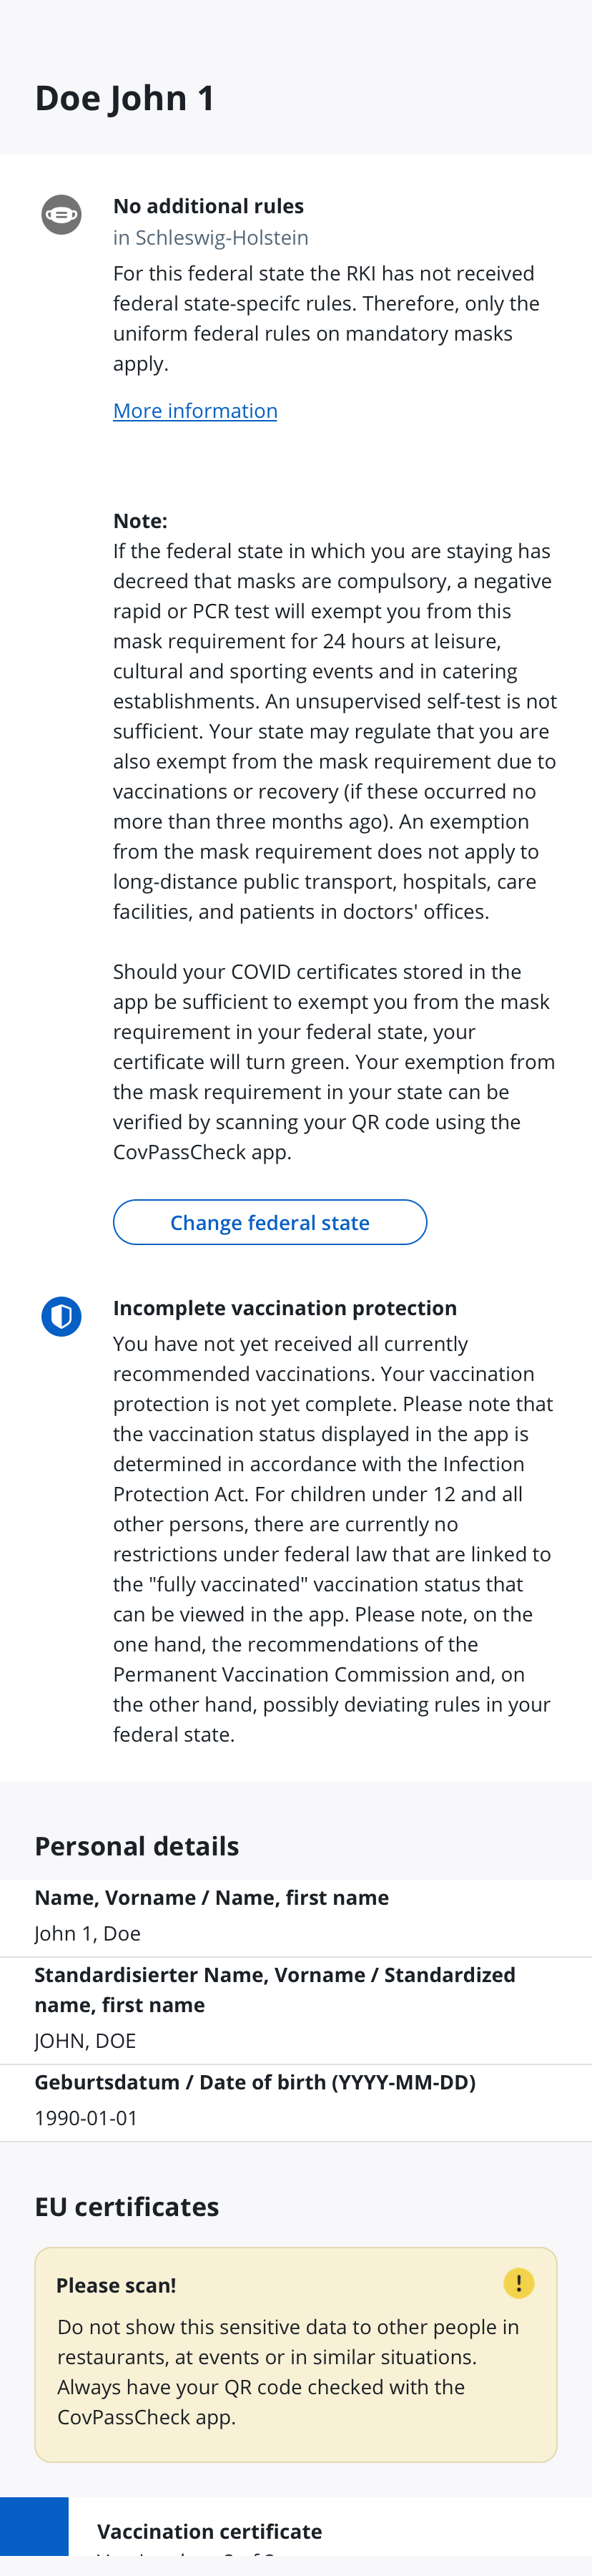 Doe John 1
No additional rules
in Schleswig-Holstein
For this federal state the RKI has not received
federal state-specifc rules. Therefore, only the
uniform federal rules on mandatory masks
apply.
More information
Note:
If the federal state in which you are staying has
decreed that masks are compulsory, a negative
rapid or PCR test will exempt you from this
mask requirement for 24 hours at leisure,
cultural and sporting events and in catering
establishments. An unsupervised self-test is not
sufficient. Your state may regulate that you are
also exempt from the mask requirement due to
vaccinations or recovery (if these occurred no
more than three months ago). An exemption
from the mask requirement does not apply to
long-distance public transport, hospitals, care
facilities, and patients in doctors' offices.
Should your COVID certificates stored in the
app be sufficient to exempt you from the mask
requirement in your federal state, your
certificate will turn green. Your exemption from
the mask requirement in your state can be
verified by scanning your QR code using the
CovPassCheck app.
Change federal state
Incomplete vaccination protection
You have not yet received all currently
recommended vaccinations. Your vaccination
protection is not yet complete. Please note that
the vaccination status displayed in the app is
determined in accordance with the Infection
Protection Act. For children under 12 and all
other persons, there are currently no
restrictions under federal law that are linked to
the "fully vaccinated" vaccination status that
can be viewed in the app. Please note, on the
one hand, the recommendations of the
Permanent Vaccination Commission and, on
the other hand, possibly deviating rules in your
federal state.
Personal details
Name, Vorname / Name, first name
John 1, Doe
Standardisierter Name, Vorname / Standardized
name, first name
JOHN, DOE
Geburtsdatum / Date of birth (YYYY-MM-DD)
1990-01-01
EU certificates
Please scan!
Do not show this sensitive data to other people in
restaurants, at events or in similar situations.
Always have your QR code checked with the
CovPassCheck app.
Vaccination certificate